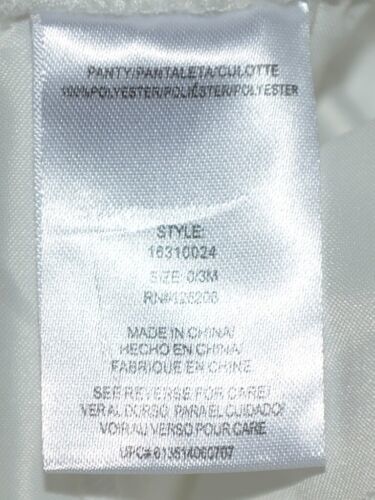 PANTY/PANTALETA/CULOTTE
100%POLYESTER/POLIÉSTER/POLYESTER
STYLE:
16310024
SIZE: 0/3M
RN#126206
MADE IN CHINA/
HECHO EN CHINA/
FABRIQUE EN CHINE
SEE REVERSE FOR CARE/
VER AL DORSO PARA EL CUIDADO/
VOIR AU VERSO POUR CARE
UPC# 613514060707